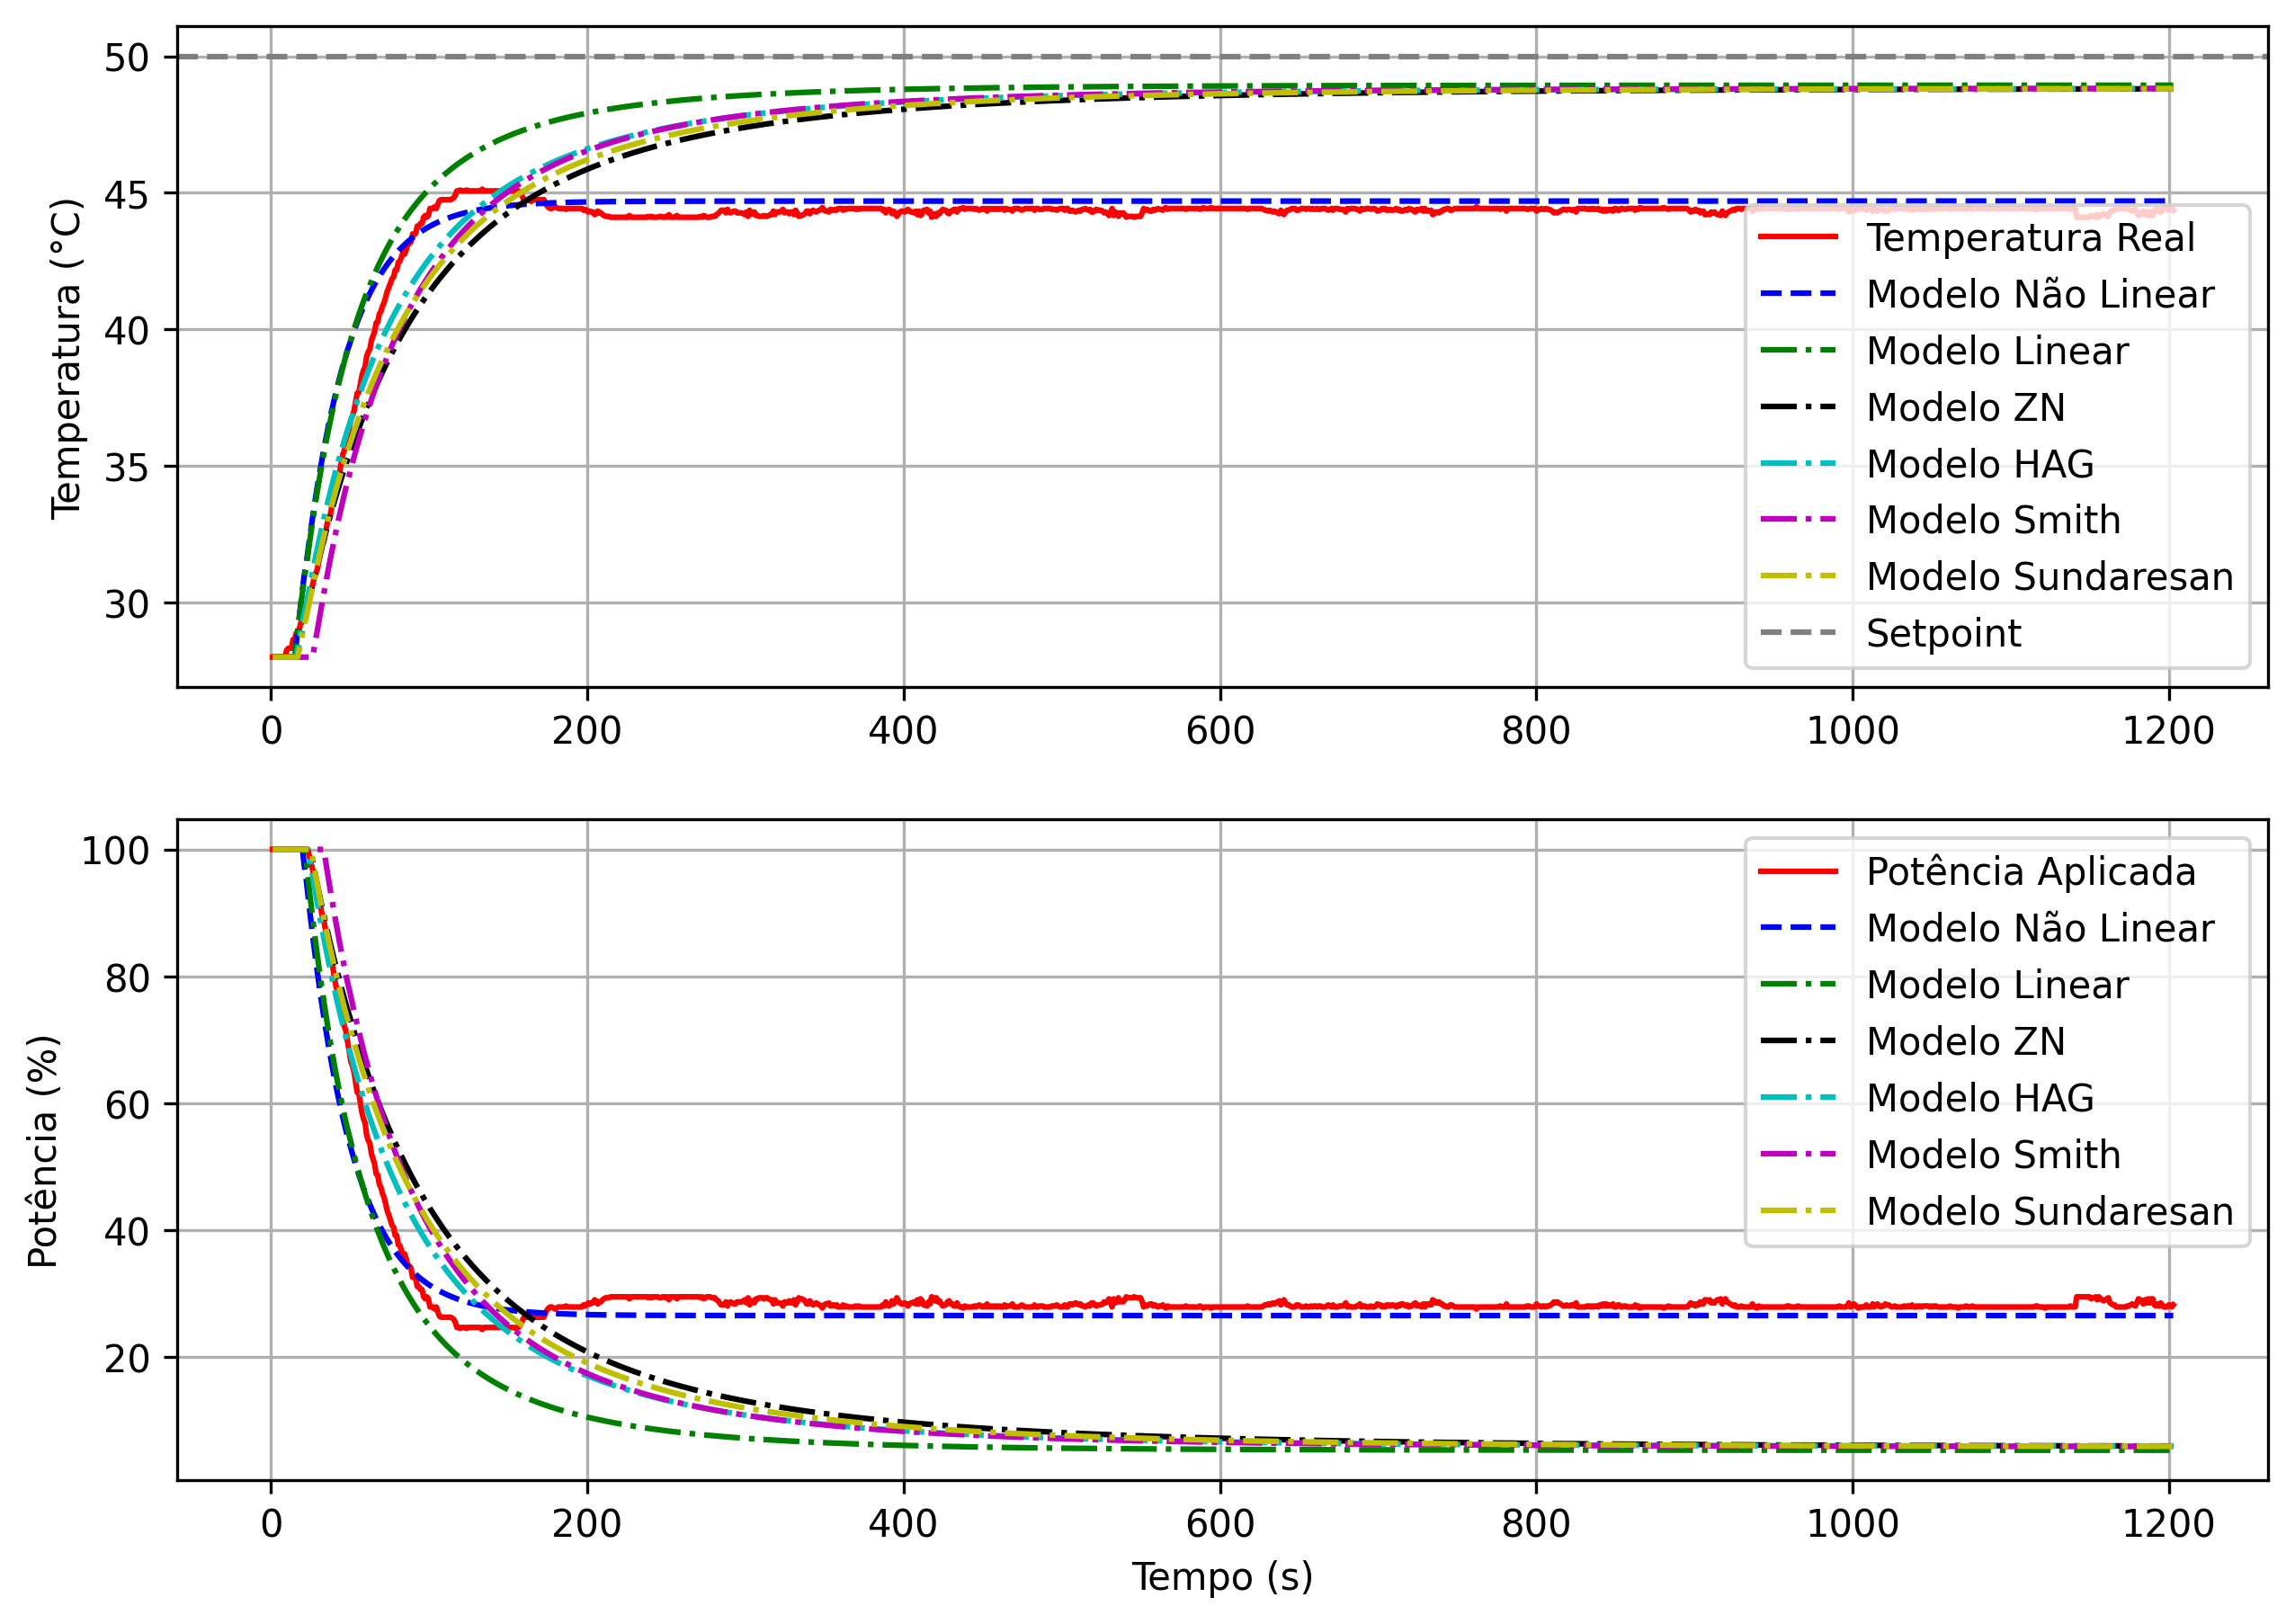 50
45
40
35
30
Temperatura (°C)
0 200 400 600 800 1000 1200
Temperatura Real
Modelo Não Linear
Modelo Linear
Modelo ZN
Modelo HAG
Modelo Smith
Modelo Sundaresan
Setpoint
100
80
60
40
20
Potência (%)
0 200 400 600 800 1000 1200
Tempo (s)
Potência Aplicada
Modelo Não Linear
Modelo Linear
Modelo ZN
Modelo HAG
Modelo Smith
Modelo Sundaresan